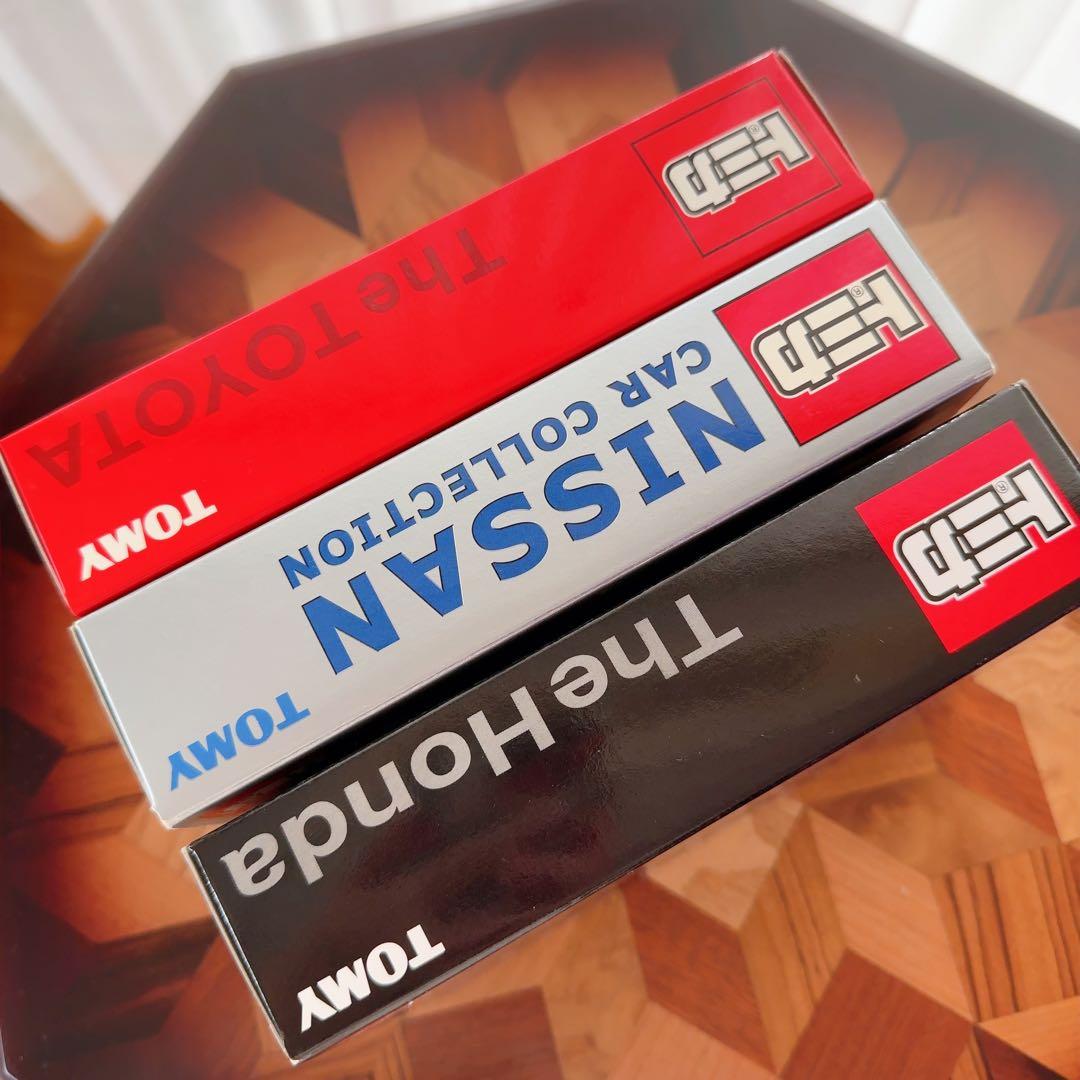 トミカ®
The TOYOTA
TOMY
トミカ®
NISSAN
CAR COLLECTION
TOMY
トミカ®
The Honda
TOMY